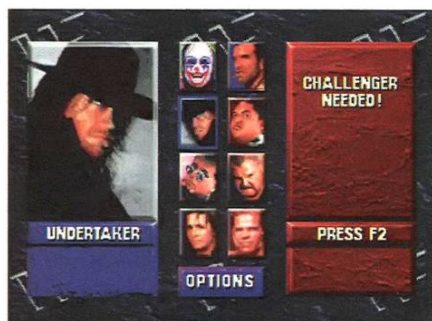 CHALLENGER
NEEDED!
UNDERTAKER
PRESS F2
OPTIONS